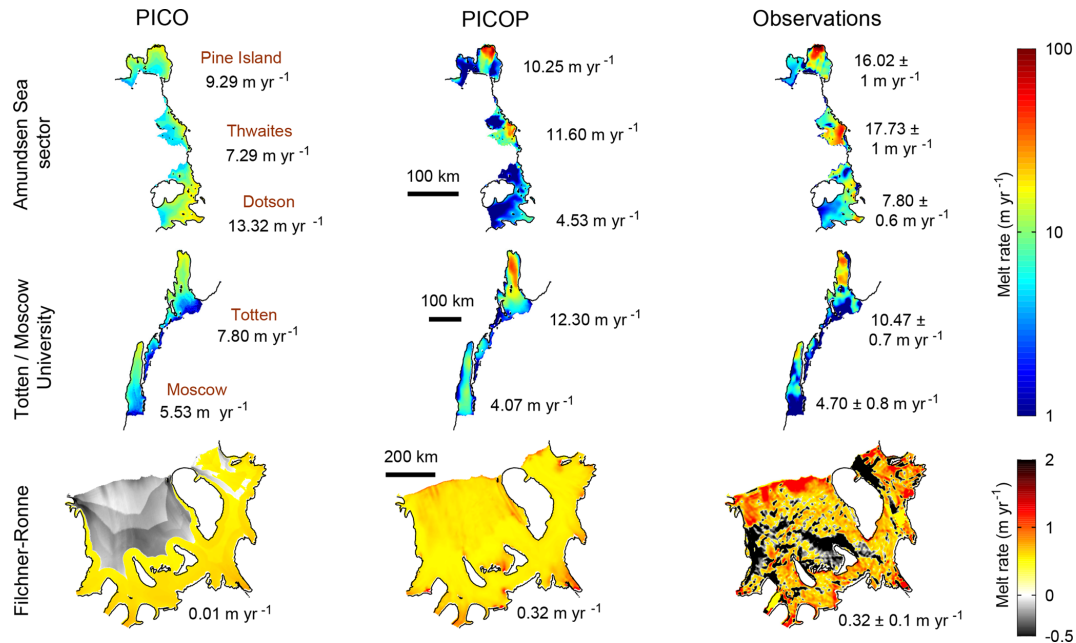 PICO
PICOP
Observations
Amundsen Sea
sector
Pine Island
9.29 m yr -1
10.25 m yr -1
16.02 ±
1 m yr -1
Thwaites
7.29 m yr -1
11.60 m yr -1
17.73 ±
1 m yr -1
100 km
Dotson
13.32 m yr -1
4.53 m yr -1
7.80 ±
0.6 m yr -1
100
10
1
Melt rate (m yr -1)
Totten / Moscow
University
100 km
Totten
7.80 m yr -1
12.30 m yr -1
10.47 ±
0.7 m yr -1
Moscow
5.53 m yr -1
4.07 m yr -1
4.70 ± 0.8 m yr -1
Filchner-Ronne
200 km
0.01 m yr -1
0.32 m yr -1
0.32 ± 0.1 m yr -1
2
1
0
-0.5
Melt rate (m yr -1)